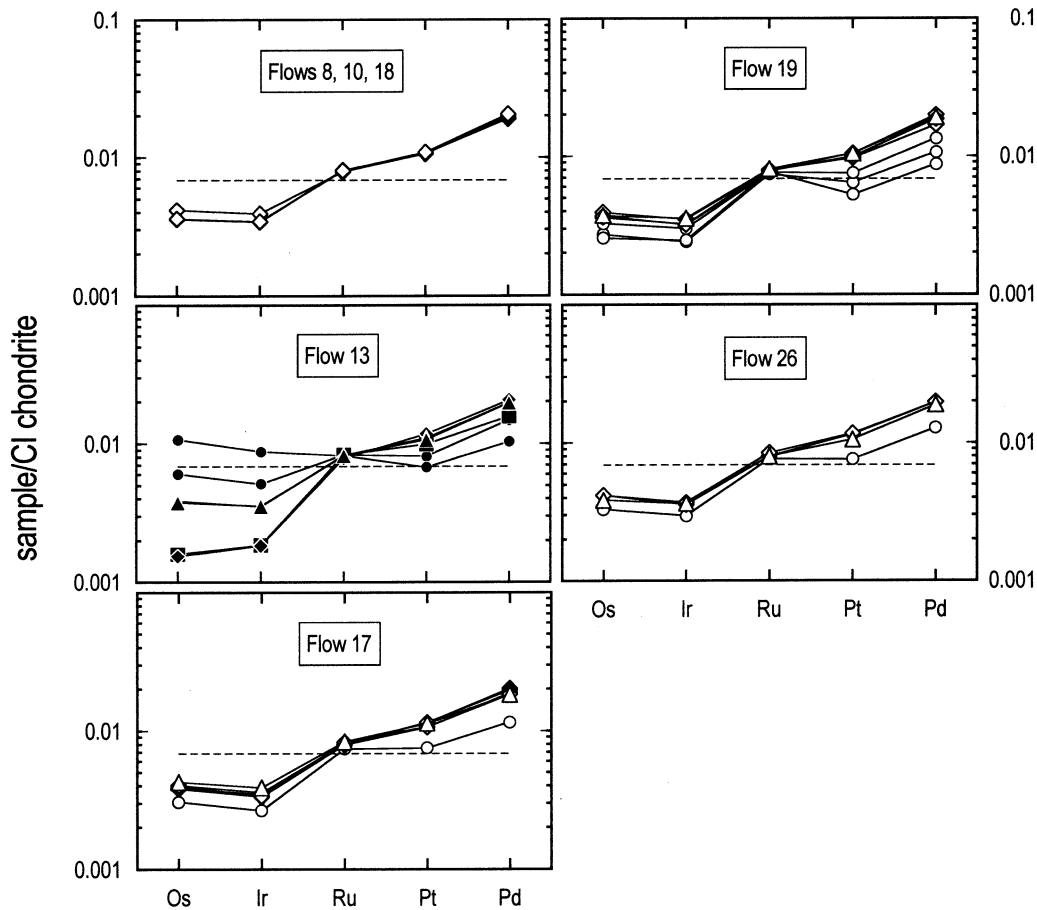 0.1
Flows 8, 10, 18
0.01
0.001
Flow 19
0.1
0.01
0.001
sample/CI chondrite
Flow 13
0.01
0.001
Flow 26
0.01
0.001
Os Ir Ru Pt Pd
Flow 17
0.01
0.001
Os Ir Ru Pt Pd